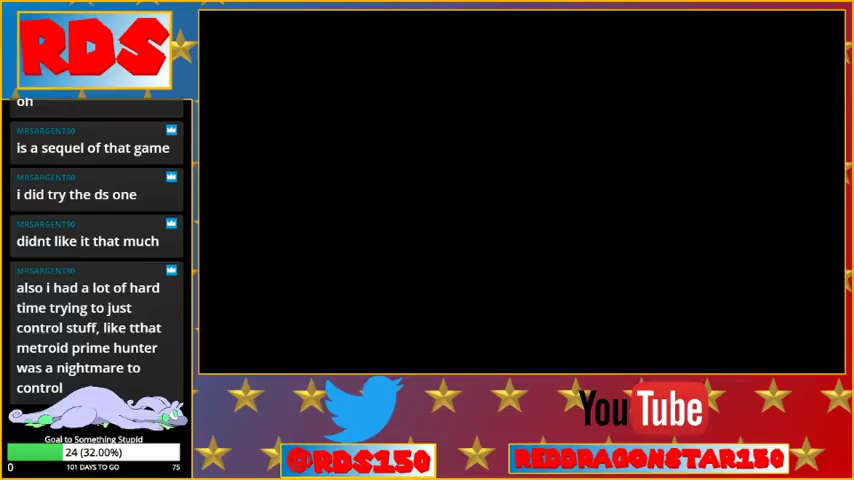 RDS
oh
MRSARGENT90
is a sequel of that game
MRSARGENT90
i did try the ds one
MRSARGENT90
didnt like it that much
MRSARGENT90
also i had a lot of hard
time trying to just
control stuff, like tthat
metroid prime hunter
was a nightmare to
control
Goal to Something Stupid
24 (32.00%)
0
101 DAYS TO GO
75
YouTube
@RDS150
REDDRAGONSTAR150